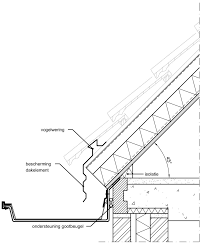 vogelwering
bescherming
dakelement
isolatie
ondersteuning gootbeugel